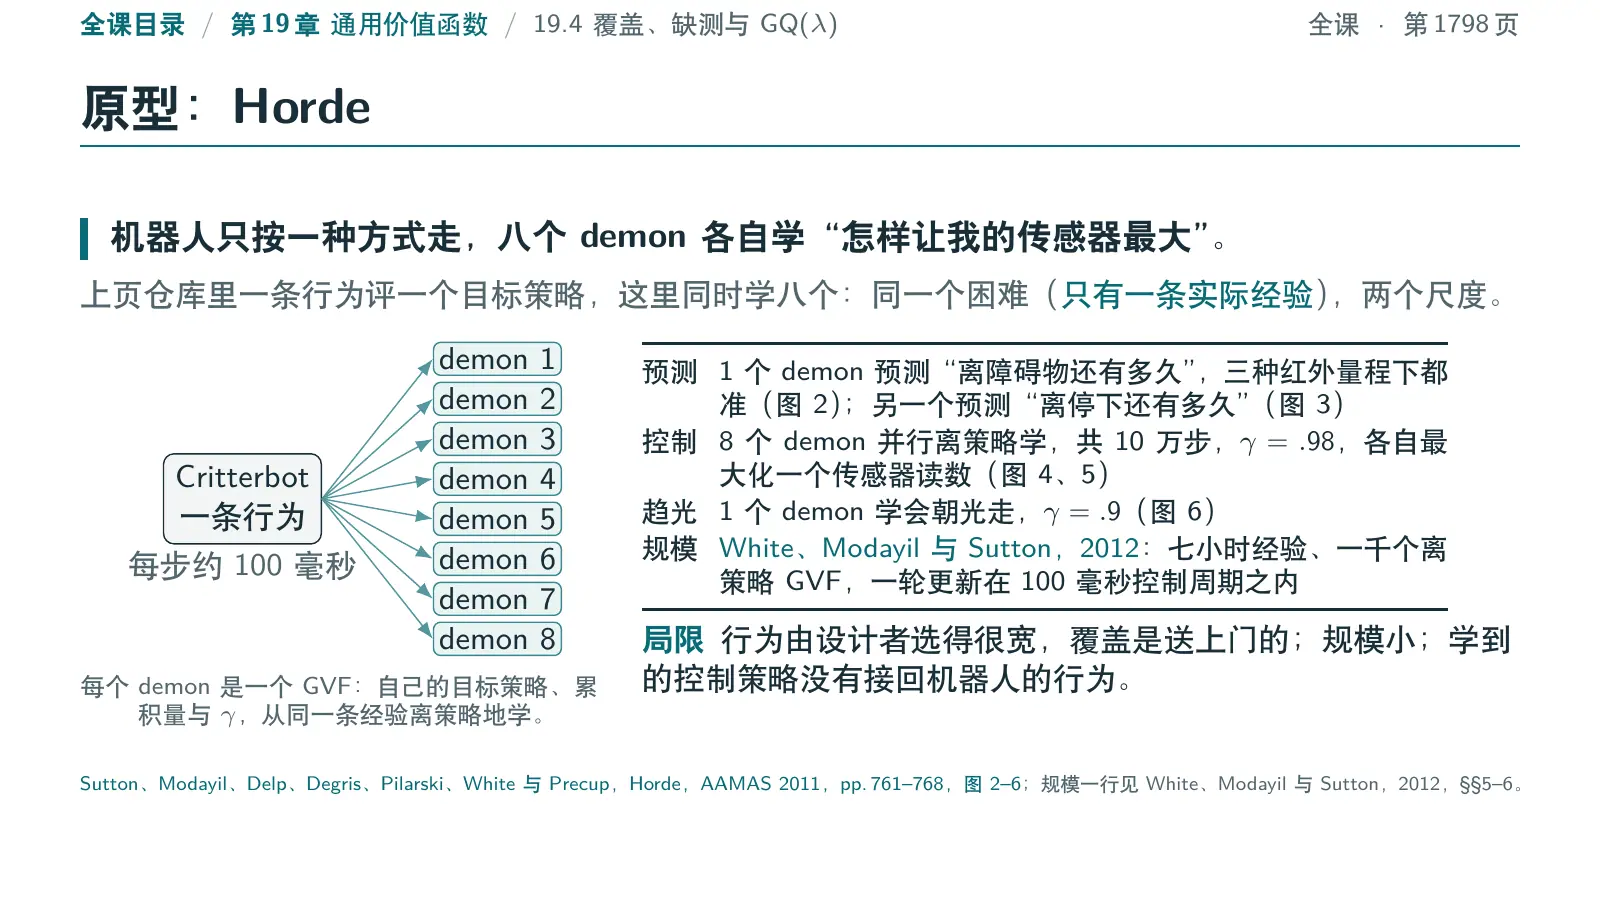 全课目录 / 第 19 章 通用价值函数 / 19.4 覆盖、缺测与 GQ(λ)
全课 · 第 1798 页
原型：Horde
机器人只按一种方式走，八个 demon 各自学“怎样让我的传感器最大”。
上页仓库里一条行为评一个目标策略，这里同时学八个：同一个困难（只有一条实际经验），两个尺度。
Critterbot
一条行为
每步约 100 毫秒
demon 1
demon 2
demon 3
demon 4
demon 5
demon 6
demon 7
demon 8
每个 demon 是一个 GVF：自己的目标策略、累
积量与 γ，从同一条经验离策略地学。
预测 1 个 demon 预测“离障碍物还有多久”，三种红外量程下都
准（图 2）；另一个预测“离停下还有多久”（图 3）
控制 8 个 demon 并行离策略学，共 10 万步，γ = .98，各自最
大化一个传感器读数（图 4、5）
趋光 1 个 demon 学会朝光走，γ = .9（图 6）
规模 White、Modayil 与 Sutton，2012：七小时经验、一千个离
策略 GVF，一轮更新在 100 毫秒控制周期之内
局限 行为由设计者选得很宽，覆盖是送上门的；规模小；学到
的控制策略没有接回机器人的行为。
Sutton、Modayil、Delp、Degris、Pilarski、White 与 Precup，Horde，AAMAS 2011，pp. 761–768，图 2–6；规模一行见 White、Modayil 与 Sutton，2012，§§5–6。